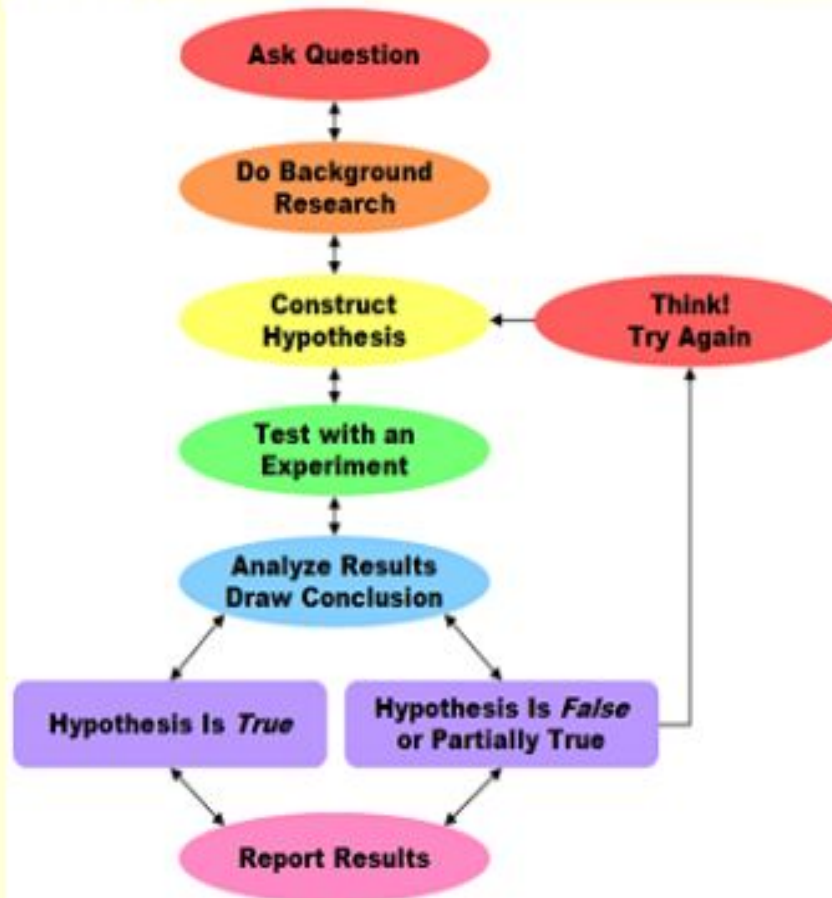 Ask Question
Do Background
Research
Construct
Hypothesis
Think!
Try Again
Test with an
Experiment
Analyze Results
Draw Conclusion
Hypothesis Is True
Hypothesis Is False
or Partially True
Report Results